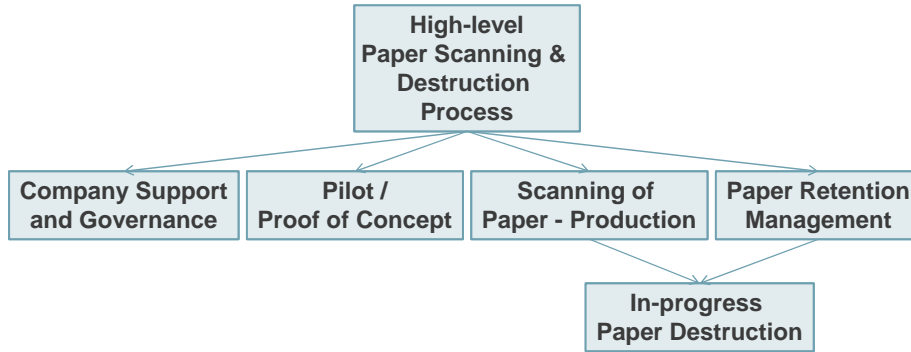 High-level
Paper Scanning &
Destruction
Process
Company Support
and Governance
Pilot /
Proof of Concept
Scanning of
Paper - Production
Paper Retention
Management
In-progress
Paper Destruction